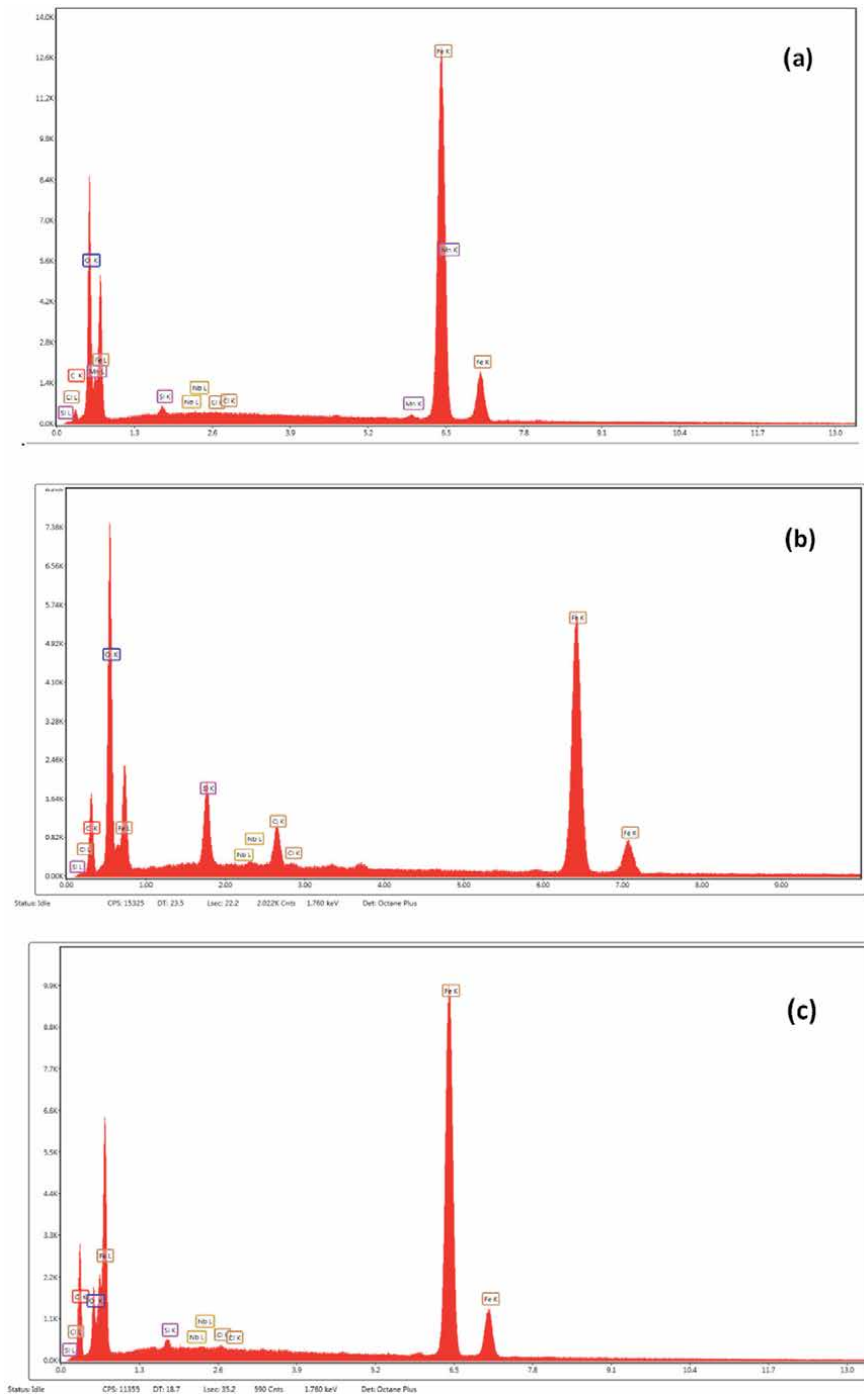 (a)
14.0K
12.6K
11.2K
9.8K
8.4K
7.0K
5.6K
4.2K
2.8K
1.4K
0.0K
Fe K
Mn K
Fe K
Mn K
O K
Fe L
Mn L
C K
Cl L
Si L
Si K
Nb L
Nb L
Cl K
Cl K
0.0 1.3 2.6 3.9 5.2 6.5 7.8 9.1 10.4 11.7 13.0
(b)
7.38K
6.56K
5.74K
4.92K
4.10K
3.28K
2.46K
1.64K
0.82K
0.00K
O K
Fe K
Si K
C K
Fe L
Cl L
Si L
Nb L
Nb L
Cl K
Cl K
Fe K
0.00 1.00 2.00 3.00 4.00 5.00 6.00 7.00 8.00 9.00
Status: Idle CPS: 15325 DT: 23.5 Lsec: 22.2 2.022K Cnts 1.760 keV Det: Octane Plus
(c)
9.9K
8.8K
7.7K
6.6K
5.5K
4.4K
3.3K
2.2K
1.1K
0.0K
Fe K
Fe L
C K
O K
Cl L
Si L
Si K
Nb L
Nb L
Cl K
Cl K
Fe K
0.0 1.3 2.6 3.9 5.2 6.5 7.8 9.1 10.4 11.7 13.0
Status: Idle CPS: 11355 DT: 18.7 Lsec: 35.2 590 Cnts 1.760 keV Det: Octane Plus